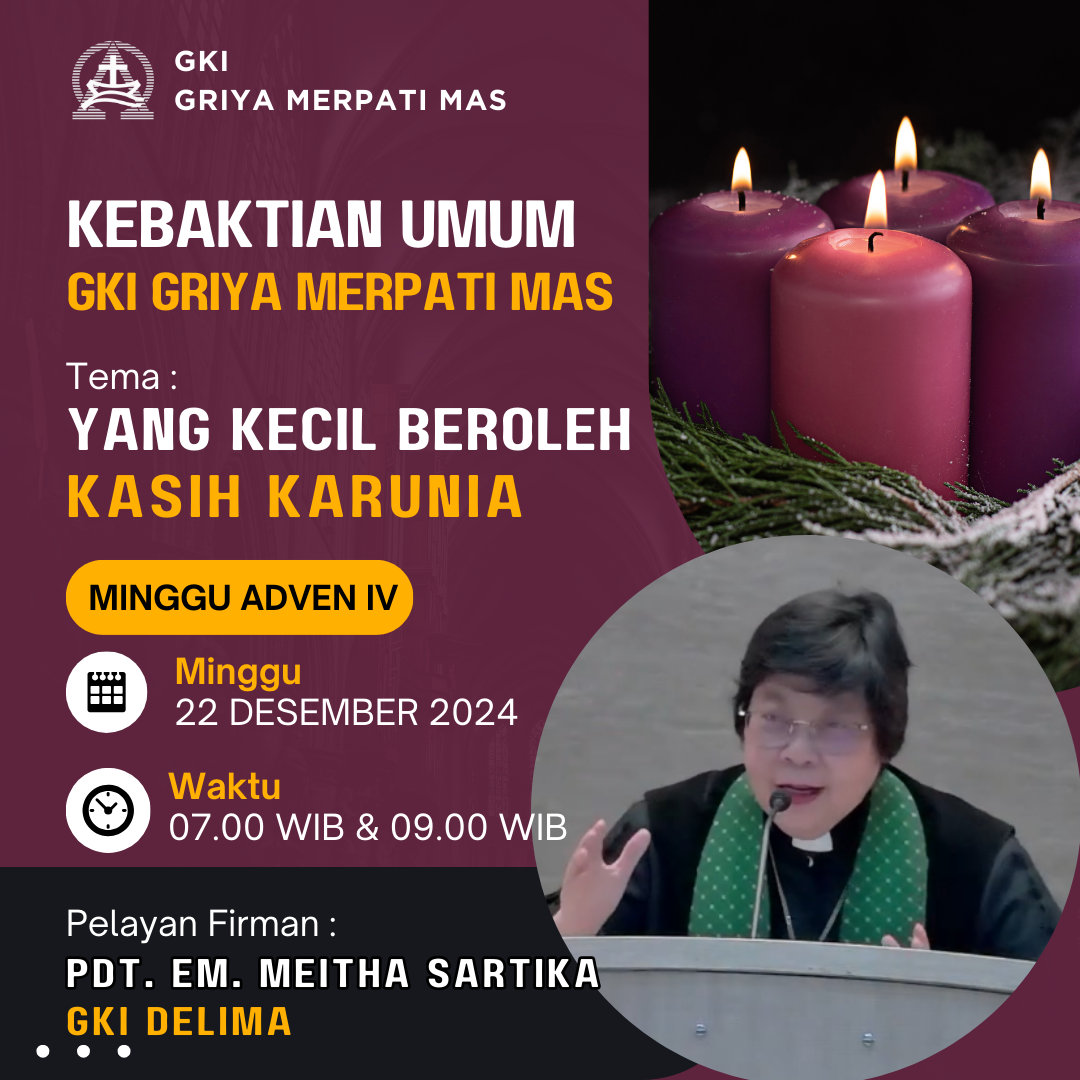 GKI
GRIYA MERPATI MAS
KEBAKTIAN UMUM
GKI GRIYA MERPATI MAS
Tema :
YANG KECIL BEROLEH
KASIH KARUNIA
MINGGU ADVEN IV
Minggu
22 DESEMBER 2024
Waktu
07.00 WIB & 09.00 WIB
Pelayan Firman :
PDT. EM. MEITHA SARTIKA
GKI DELIMA